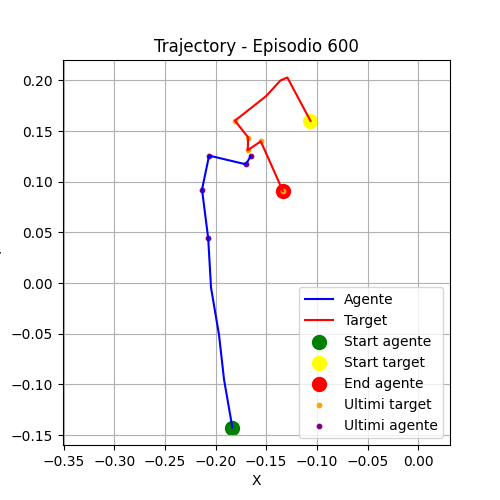 Trajectory - Episodio 600
0.20
0.15
0.10
0.05
0.00
−0.05
−0.10
−0.15
Agente
Target
Start agente
Start target
End agente
Ultimi target
Ultimi agente
−0.35 −0.30 −0.25 −0.20 −0.15 −0.10 −0.05 0.00
X